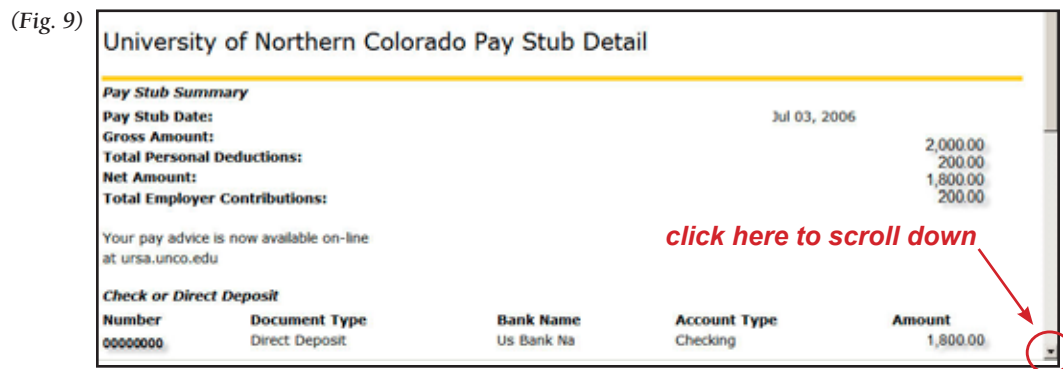 (Fig. 9)
University of Northern Colorado Pay Stub Detail
Pay Stub Summary
Pay Stub Date: Jul 03, 2006
Gross Amount: 2,000.00
Total Personal Deductions: 200.00
Net Amount: 1,800.00
Total Employer Contributions: 200.00
Your pay advice is now available on-line
at ursa.unco.edu
click here to scroll down
Check or Direct Deposit
Number Document Type Bank Name Account Type Amount
00000000 Direct Deposit Us Bank Na Checking 1,800.00